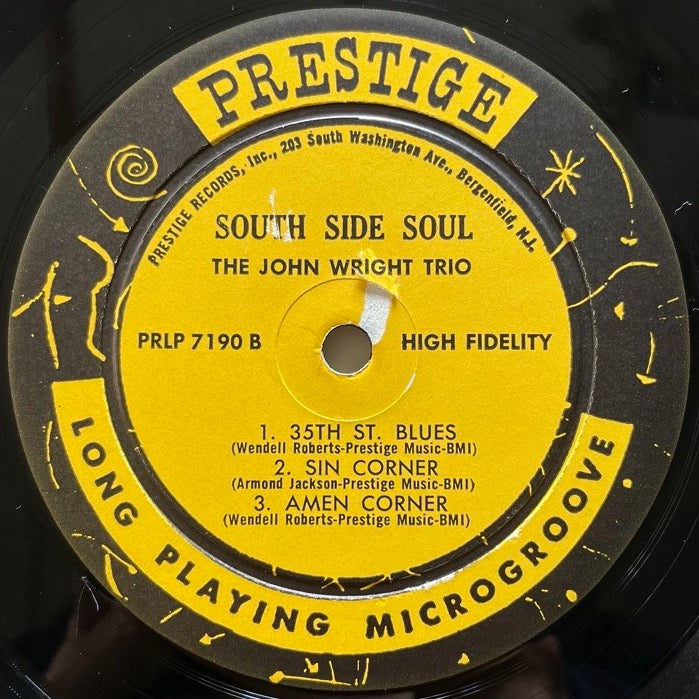 PRESTIGE
PRESTIGE RECORDS, Inc., 203 South Washington Ave., Bergenfield, N.J.
SOUTH SIDE SOUL
THE JOHN WRIGHT TRIO
PRLP 7190 B
HIGH FIDELITY
1. 35TH ST. BLUES
(Wendell Roberts-Prestige Music-BMI)
2. SIN CORNER
(Armond Jackson-Prestige Music-BMI)
3. AMEN CORNER
(Wendell Roberts-Prestige Music-BMI)
LONG PLAYING MICROGROOVE